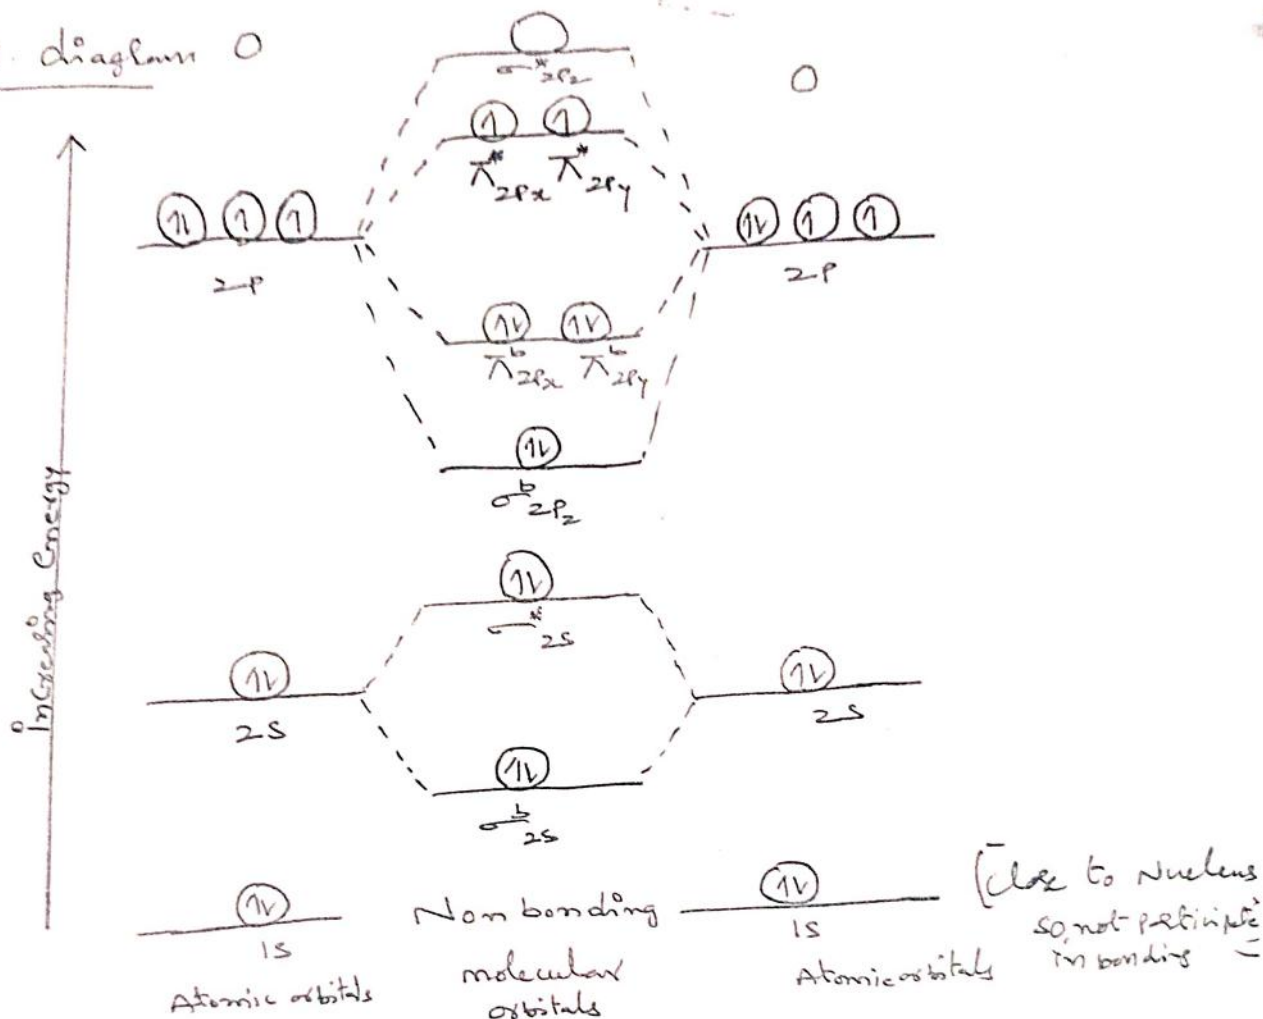 diagram O
O
σ*2Pz
π*2Px π*2Py
⥮ ↿ ↿
2P
⥮ ↿ ↿
2P
πb2Px πb2Py
σb2Pz
Increasing Energy
σ*2S
2S
2S
σb2S
1S
Non bonding
1S
[Close to Nucleus
so, not
in bonding
Atomic orbitals
molecular
orbitals
Atomic orbitals